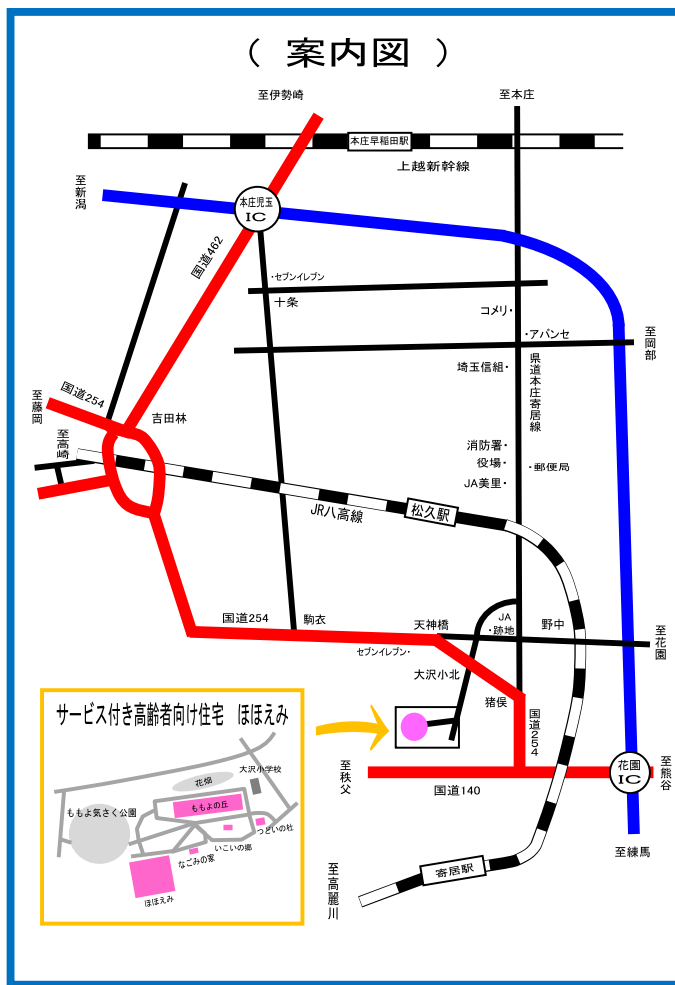 （ 案内図 ）
至伊勢崎
至本庄
本庄早稲田駅
上越新幹線
至新潟
本庄児玉
IC
国道462
・セブンイレブン
十条
コメリ・
・アバンセ
至岡部
埼玉信組・
県道本庄寄居線
国道254
至藤岡
吉田林
至高崎
消防署・
役場・
・郵便局
JA美里・
JR八高線
松久駅
国道254
駒衣
天神橋
JA
・跡地
野中
至花園
セブンイレブン・
大沢小北
猪俣
国道254
サービス付き高齢者向け住宅　ほほえみ
大沢小学校
花畑
ももよ気さく公園
ももよの丘
つどいの杜
いこいの郷
なごみの家
ほほえみ
至秩父
国道140
花園
IC
至熊谷
至練馬
寄居駅
至高麗川